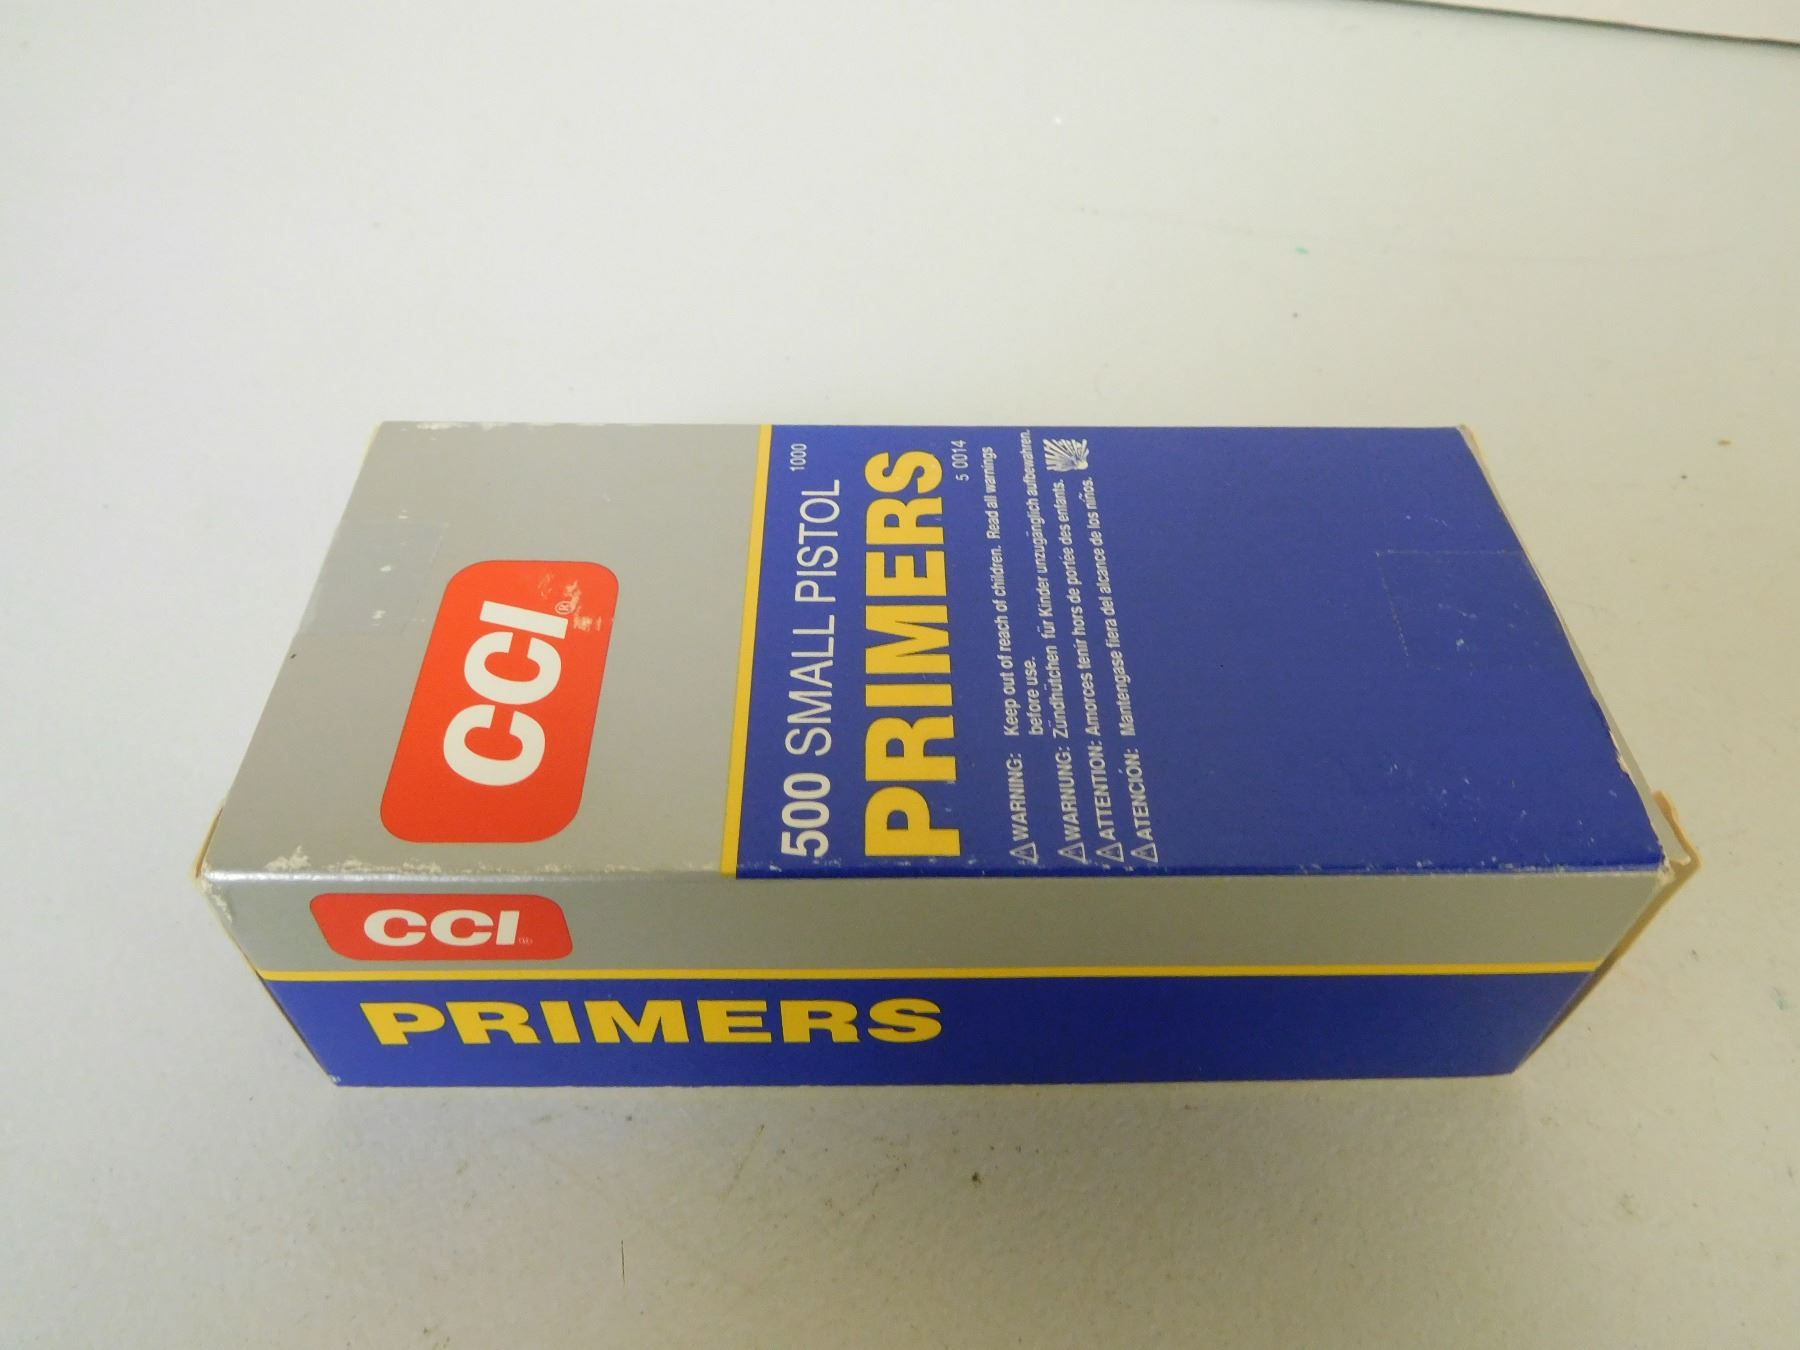 CCI®
500 SMALL PISTOL 1000
PRIMERS
5 0014
⚠WARNING: Keep out of reach of children. Read all warnings
before use.
⚠WARNUNG: Zündhütchen für Kinder unzugänglich aufbewahren.
⚠ATTENTION: Amorces tenir hors de portée des enfants.
⚠ATENCIÓN: Mantengase fiera del alcance de los niños.
CCI®
PRIMERS